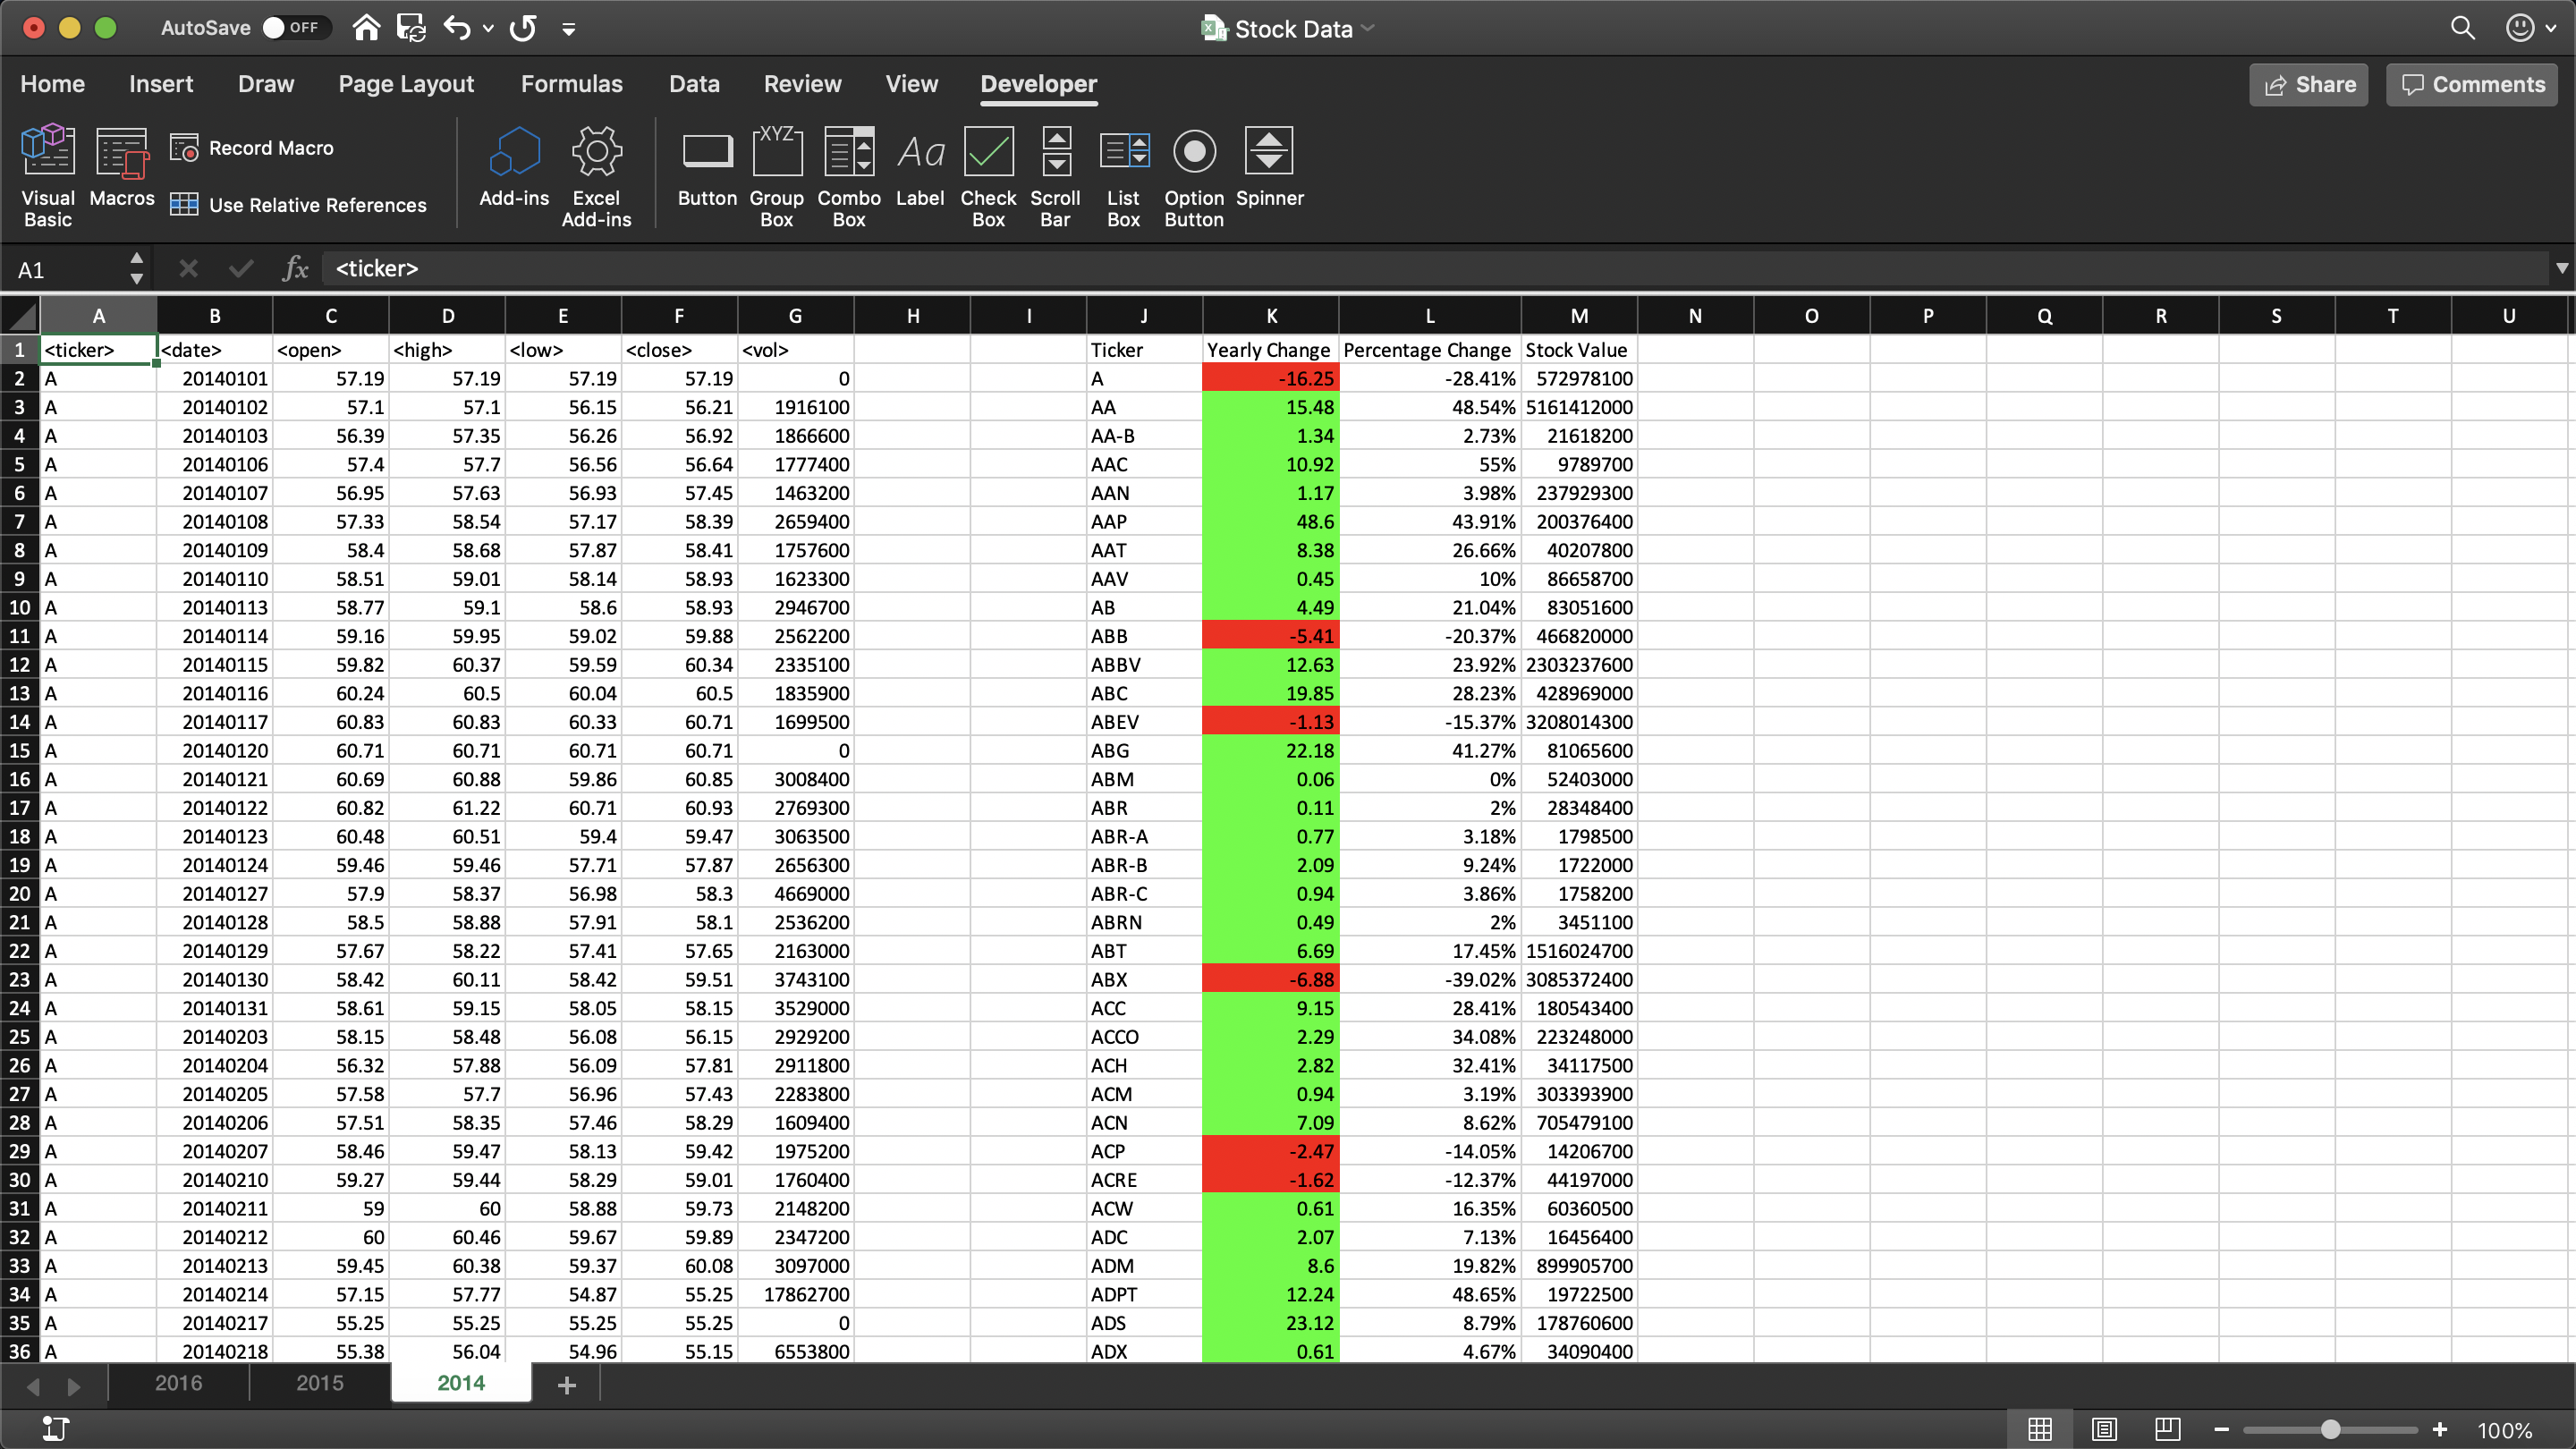 AutoSave OFF Stock Data
Home Insert Draw Page Layout Formulas Data Review View Developer Share Comments
Visual Basic Macros Record Macro Use Relative References Add-ins Excel Add-ins Button XYZ Group Box Combo Box Aa Label Check Box Scroll Bar List Box Option Button Spinner
A1 fx <ticker>
A B C D E F G H I J K L M N O P Q R S T U
1 <ticker> <date> <open> <high> <low> <close> <vol> Ticker Yearly Change Percentage Change Stock Value
2 A 20140101 57.19 57.19 57.19 57.19 0 A -16.25 -28.41% 572978100
3 A 20140102 57.1 57.1 56.15 56.21 1916100 AA 15.48 48.54% 5161412000
4 A 20140103 56.39 57.35 56.26 56.92 1866600 AA-B 1.34 2.73% 21618200
5 A 20140106 57.4 57.7 56.56 56.64 1777400 AAC 10.92 55% 9789700
6 A 20140107 56.95 57.63 56.93 57.45 1463200 AAN 1.17 3.98% 237929300
7 A 20140108 57.33 58.54 57.17 58.39 2659400 AAP 48.6 43.91% 200376400
8 A 20140109 58.4 58.68 57.87 58.41 1757600 AAT 8.38 26.66% 40207800
9 A 20140110 58.51 59.01 58.14 58.93 1623300 AAV 0.45 10% 86658700
10 A 20140113 58.77 59.1 58.6 58.93 2946700 AB 4.49 21.04% 83051600
11 A 20140114 59.16 59.95 59.02 59.88 2562200 ABB -5.41 -20.37% 466820000
12 A 20140115 59.82 60.37 59.59 60.34 2335100 ABBV 12.63 23.92% 2303237600
13 A 20140116 60.24 60.5 60.04 60.5 1835900 ABC 19.85 28.23% 428969000
14 A 20140117 60.83 60.83 60.33 60.71 1699500 ABEV -1.13 -15.37% 3208014300
15 A 20140120 60.71 60.71 60.71 60.71 0 ABG 22.18 41.27% 81065600
16 A 20140121 60.69 60.88 59.86 60.85 3008400 ABM 0.06 0% 52403000
17 A 20140122 60.82 61.22 60.71 60.93 2769300 ABR 0.11 2% 28348400
18 A 20140123 60.48 60.51 59.4 59.47 3063500 ABR-A 0.77 3.18% 1798500
19 A 20140124 59.46 59.46 57.71 57.87 2656300 ABR-B 2.09 9.24% 1722000
20 A 20140127 57.9 58.37 56.98 58.3 4669000 ABR-C 0.94 3.86% 1758200
21 A 20140128 58.5 58.88 57.91 58.1 2536200 ABRN 0.49 2% 3451100
22 A 20140129 57.67 58.22 57.41 57.65 2163000 ABT 6.69 17.45% 1516024700
23 A 20140130 58.42 60.11 58.42 59.51 3743100 ABX -6.88 -39.02% 3085372400
24 A 20140131 58.61 59.15 58.05 58.15 3529000 ACC 9.15 28.41% 180543400
25 A 20140203 58.15 58.48 56.08 56.15 2929200 ACCO 2.29 34.08% 223248000
26 A 20140204 56.32 57.88 56.09 57.81 2911800 ACH 2.82 32.41% 34117500
27 A 20140205 57.58 57.7 56.96 57.43 2283800 ACM 0.94 3.19% 303393900
28 A 20140206 57.51 58.35 57.46 58.29 1609400 ACN 7.09 8.62% 705479100
29 A 20140207 58.46 59.47 58.13 59.42 1975200 ACP -2.47 -14.05% 14206700
30 A 20140210 59.27 59.44 58.29 59.01 1760400 ACRE -1.62 -12.37% 44197000
31 A 20140211 59 60 58.88 59.73 2148200 ACW 0.61 16.35% 60360500
32 A 20140212 60 60.46 59.67 59.89 2347200 ADC 2.07 7.13% 16456400
33 A 20140213 59.45 60.38 59.37 60.08 3097000 ADM 8.6 19.82% 899905700
34 A 20140214 57.15 57.77 54.87 55.25 17862700 ADPT 12.24 48.65% 19722500
35 A 20140217 55.25 55.25 55.25 55.25 0 ADS 23.12 8.79% 178760600
36 A 20140218 55.38 56.04 54.96 55.15 6553800 ADX 0.61 4.67% 34090400
2016 2015 2014 +
100%